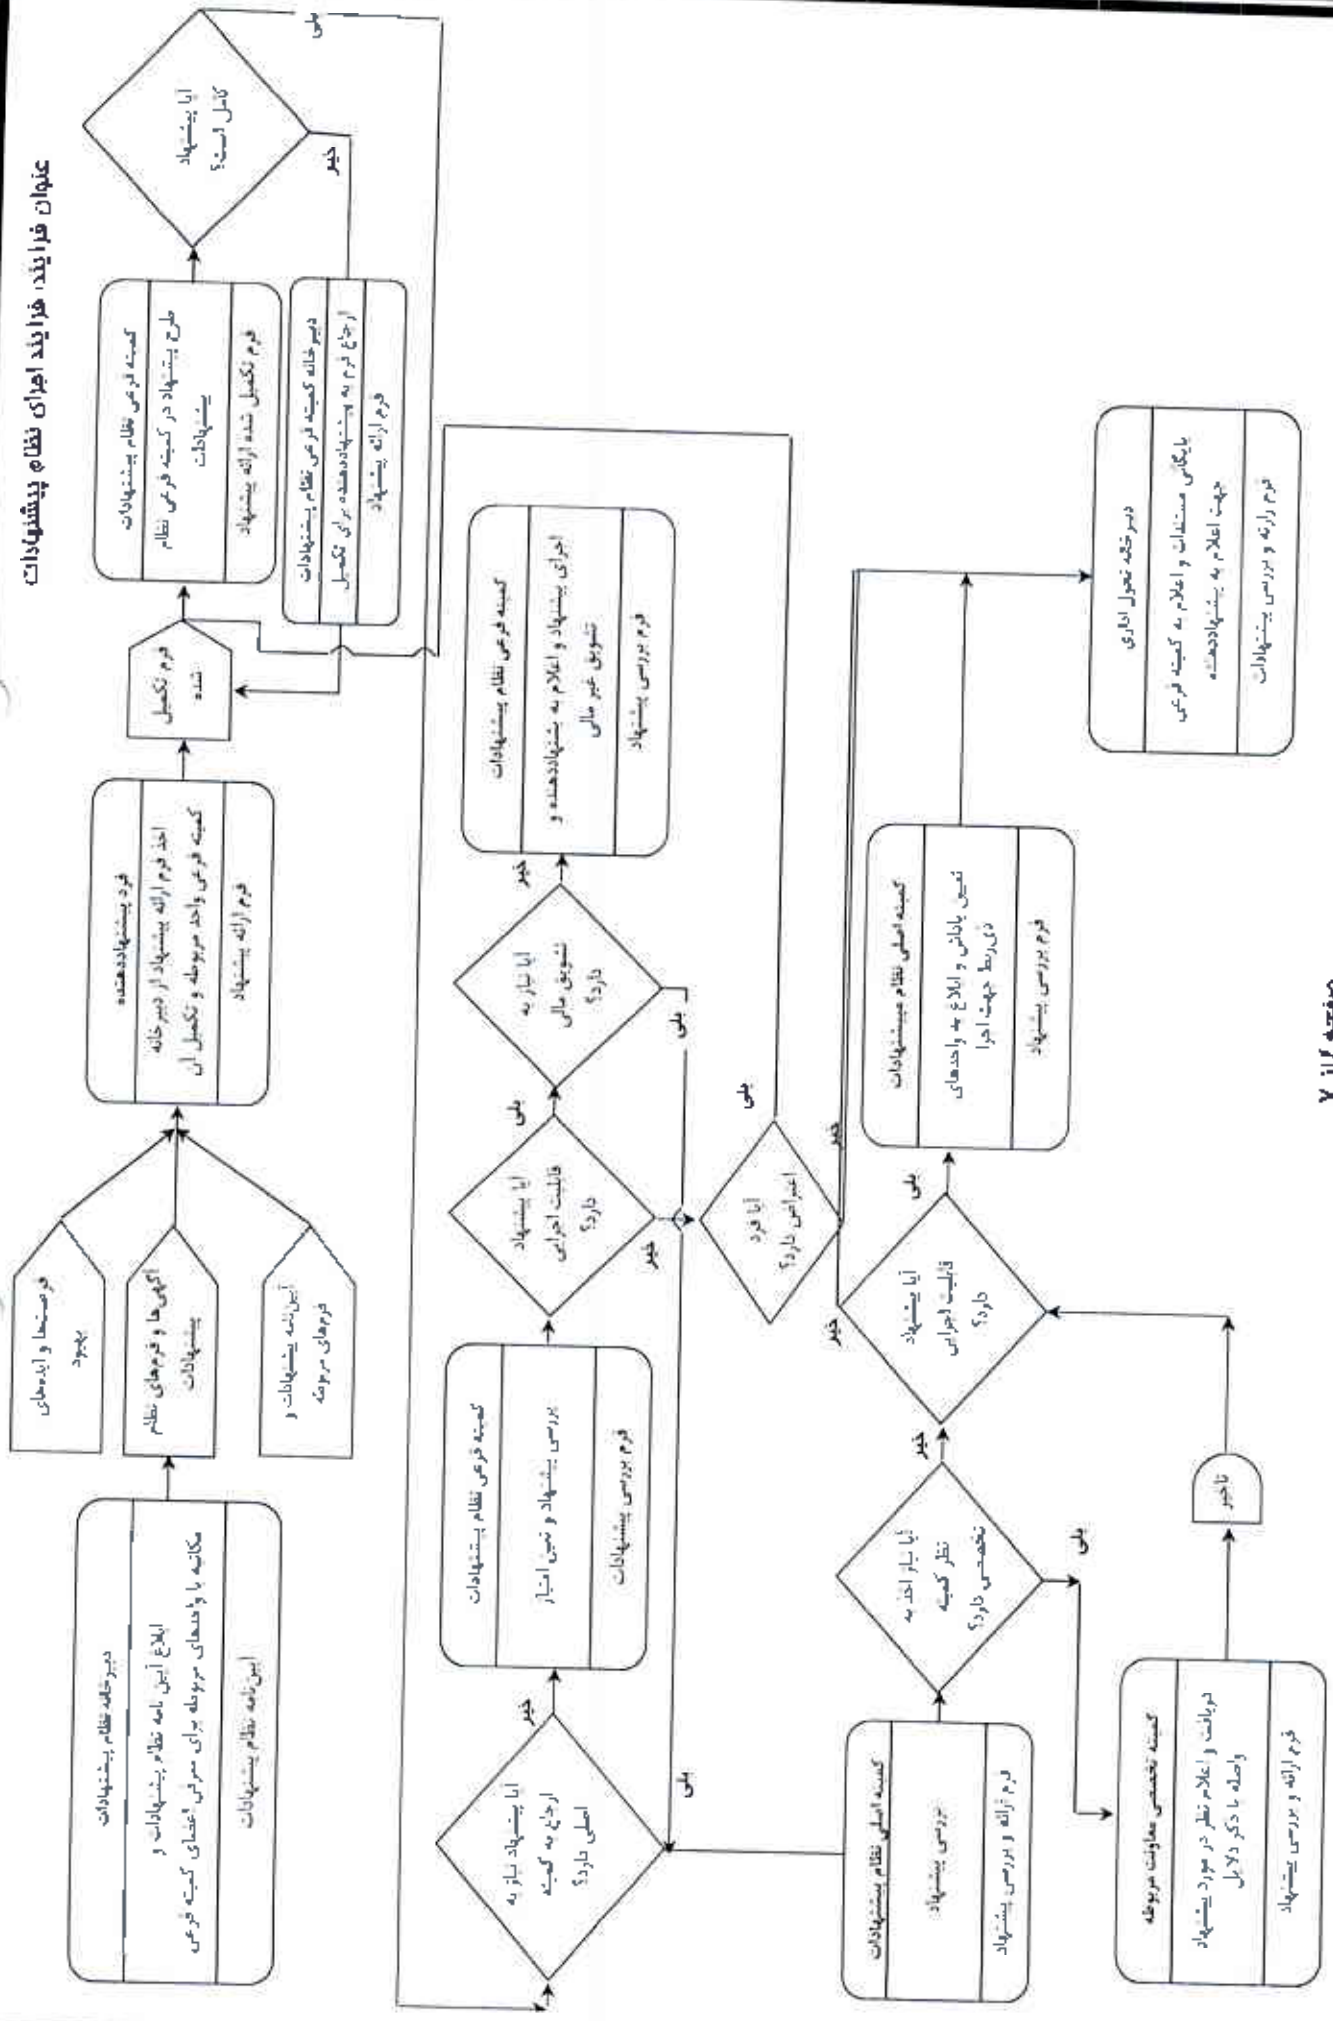 عنوان فرایند: فرایند اجرای نظام پیشنهادات
دبیرخانه نظام پیشنهادات
ابلاغ آیین نامه نظام پیشنهادات و
مکاتبه با واحدهای مربوطه برای معرفی اعضای کمیته فرعی
آیین‌نامه نظام پیشنهادات
فرصت‌ها و ایده‌های
بهبود
آگهی‌ها و فرم‌های نظام
پیشنهادات
آیین‌نامه پیشنهادات و
فرم‌های مربوطه
فرد پیشنهاددهنده
اخذ فرم ارائه پیشنهاد از دبیرخانه
کمیته فرعی واحد مربوطه و تکمیل آن
فرم ارائه پیشنهاد
فرم تکمیل
شده
کمیته فرعی نظام پیشنهادات
طرح پیشنهاد در کمیته فرعی نظام
پیشنهادات
فرم تکمیل شده ارائه پیشنهاد
دبیرخانه کمیته فرعی نظام پیشنهادات
ارجاع فرم به پیشنهاددهنده برای تکمیل
فرم ارائه پیشنهاد
آیا پیشنهاد
کامل است؟
خیر
بلی
آیا پیشنهاد نیاز به
ارجاع به کمیته
اصلی دارد؟
خیر
بلی
کمیته فرعی نظام پیشنهادات
بررسی پیشنهاد و تعیین امتیاز
فرم بررسی پیشنهادات
آیا پیشنهاد
قابلیت اجرایی
دارد؟
بلی
خیر
آیا نیاز به
تشویق مالی
دارد؟
خیر
بلی
کمیته فرعی نظام پیشنهادات
اجرای پیشنهاد و اعلام به پشنهاددهنده و
تشویق غیر مالی
فرم بررسی پیشنهاد
آیا فرد
اعتراض دارد؟
بلی
خیر
کمیته اصلی نظام پیشنهادات
بررسی پیشنهاد
فرم ارائه و بررسی پیشنهاد
آیا نیاز اخذ به
نظر کمیته
تخصصی دارد؟
خیر
بلی
آیا پیشنهاد
قابلیت اجرایی
دارد؟
بلی
خیر
کمیته اصلی نظام پیشنهادات
تعیین پاداش و ابلاغ به واحدهای
ذی‌ربط جهت اجرا
فرم بررسی پیشنهاد
دبیرخانه تحول اداری
بایگانی مستندات و اعلام به کمیته فرعی
جهت اعلام به پیشنهاددهنده
فرم ارائه و بررسی پیشنهادات
کمیته تخصصی معاونت مربوطه
دریافت و اعلام نظر در مورد پیشنهاد
واصله با ذکر دلایل
فرم ارائه و بررسی پیشنهاد
تاخیر